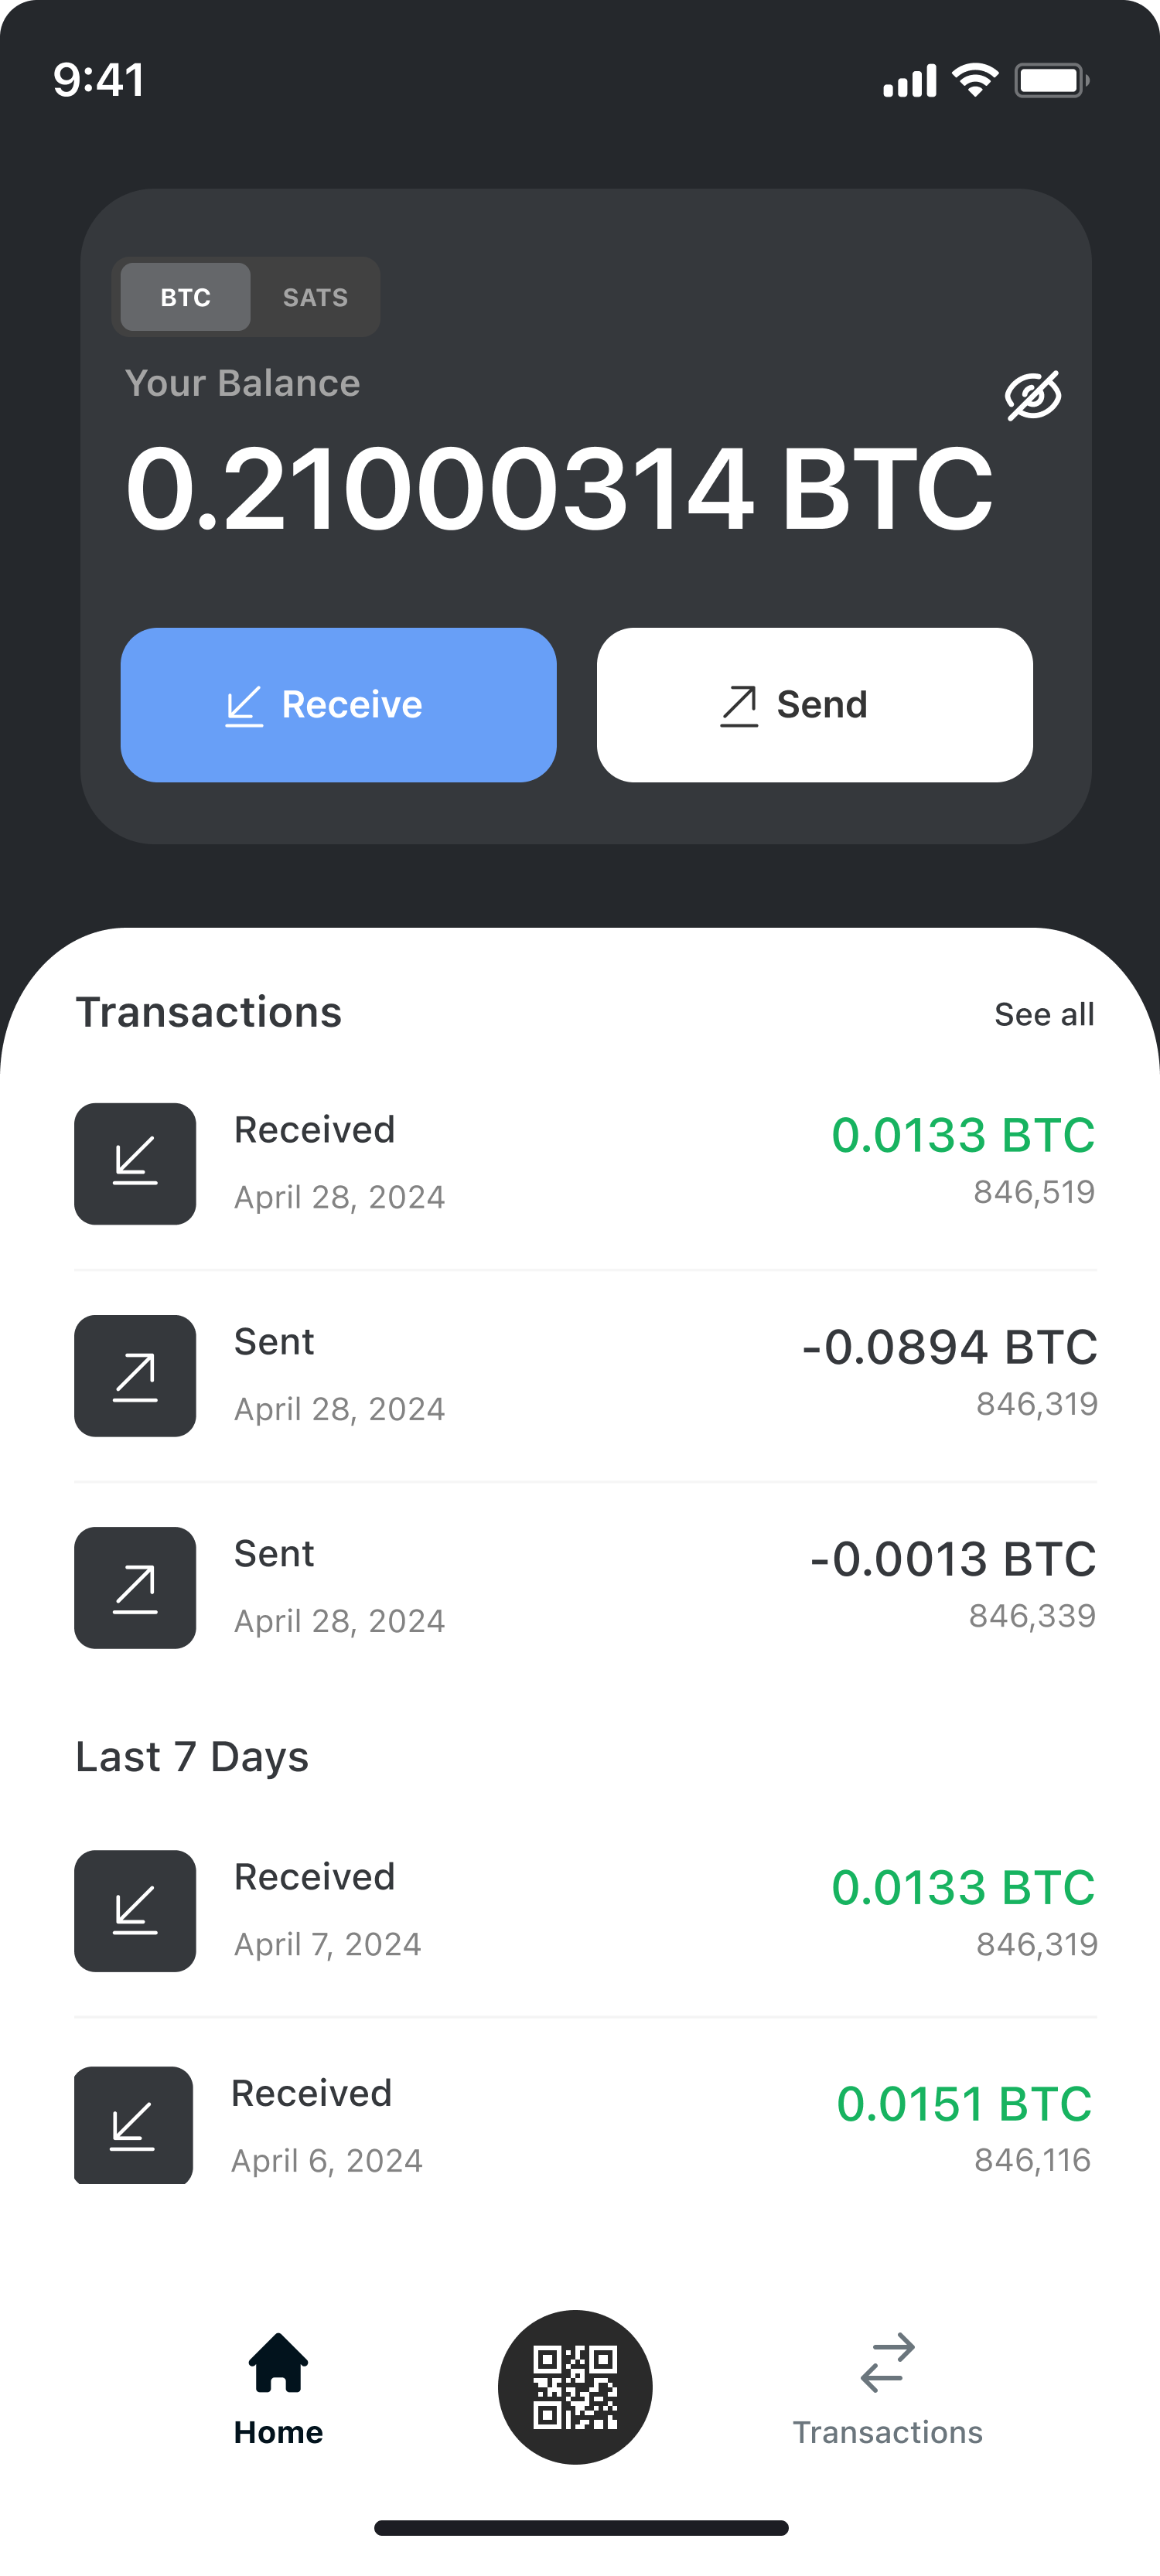 9:41
BTC SATS
Your Balance
0.21000314 BTC
Receive Send
Transactions See all
Received 0.0133 BTC
April 28, 2024 846,519
Sent -0.0894 BTC
April 28, 2024 846,319
Sent -0.0013 BTC
April 28, 2024 846,339
Last 7 Days
Received 0.0133 BTC
April 7, 2024 846,319
Received 0.0151 BTC
April 6, 2024 846,116
Home Transactions